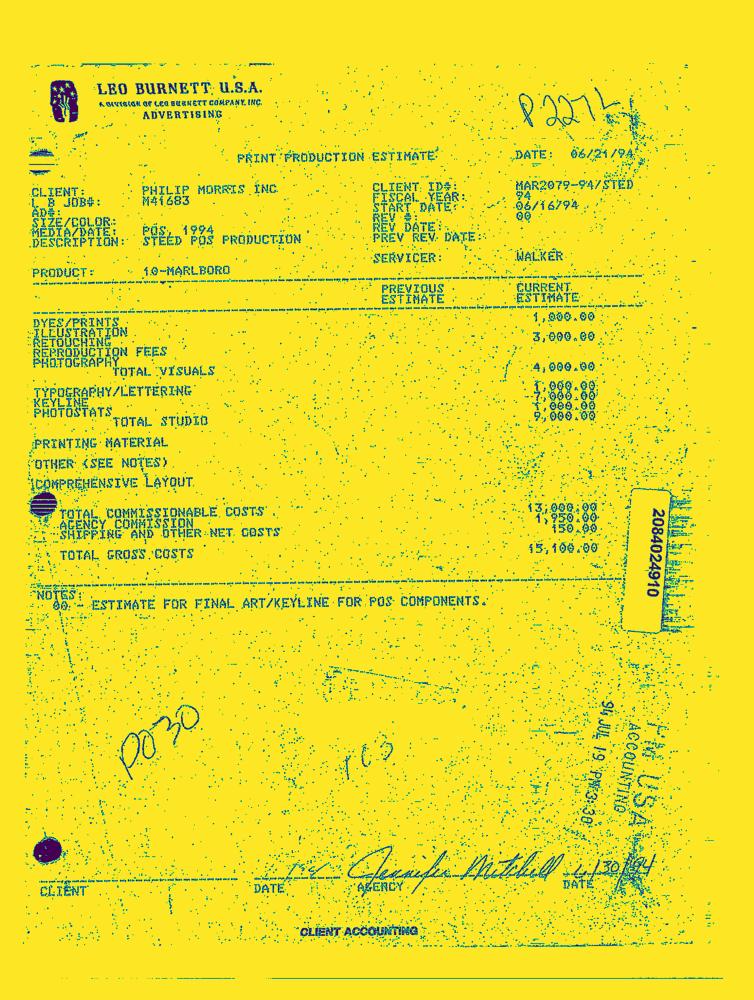 LEO BURNETT U.S.A.
A DIVISION OF LEO BURNETT COMPANY, INC.
ADVERTISING
P2272
PRINT PRODUCTION ESTIMATE DATE: 06/21/94
CLIENT: PHILIP MORRIS INC CLIENT ID#: MAR2079-94/STED
L B JOB#: M41683 FISCAL YEAR: 94
AD#: START DATE: 06/16/94
SIZE/COLOR: REV #: 00
MEDIA/DATE: POS, 1994 REV DATE:
DESCRIPTION: STEED POS PRODUCTION PREV REV DATE:
SERVICER: WALKER
PRODUCT: 10-MARLBORO
PREVIOUS CURRENT
ESTIMATE ESTIMATE
DYES/PRINTS 1,000.00
ILLUSTRATION
RETOUCHING 3,000.00
REPRODUCTION FEES
PHOTOGRAPHY
TOTAL VISUALS 4,000.00
TYPOGRAPHY/LETTERING 1,000.00
KEYLINE 7,000.00
PHOTOSTATS 1,000.00
TOTAL STUDIO 9,000.00
PRINTING MATERIAL
OTHER (SEE NOTES)
COMPREHENSIVE LAYOUT
TOTAL COMMISSIONABLE COSTS 13,000.00
AGENCY COMMISSION 1,950.00
SHIPPING AND OTHER NET COSTS 150.00
TOTAL GROSS COSTS 15,100.00
2084024910
NOTES:
00 - ESTIMATE FOR FINAL ART/KEYLINE FOR POS COMPONENTS.
P030
USA
ACCOUNTING
94 JUL 19 PM 3:38
Jennifer Mitchell 6/30/94
CLIENT DATE AGENCY DATE
CLIENT ACCOUNTING